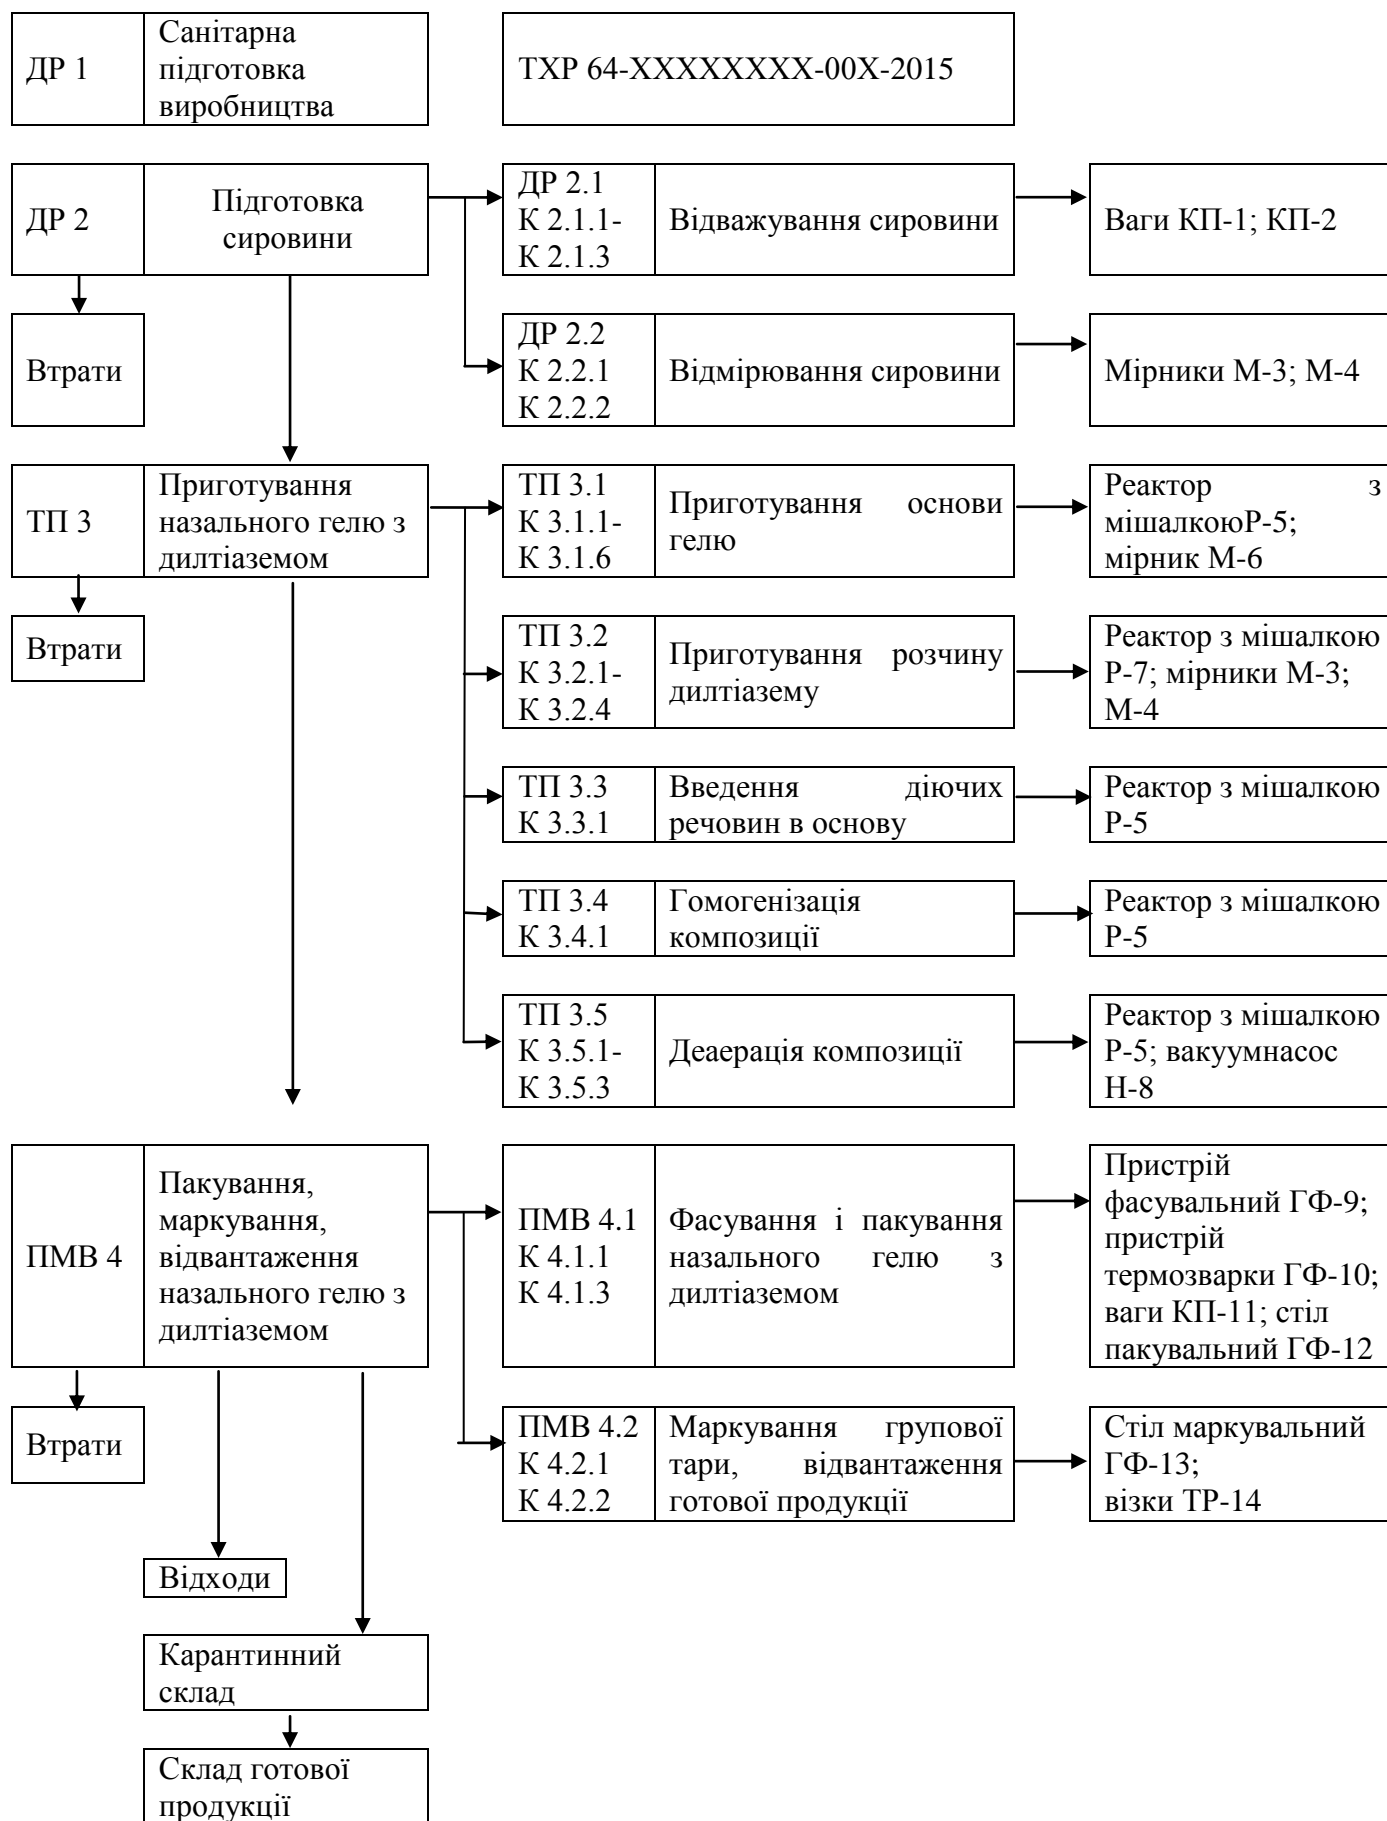 ДР 1
Санітарна
підготовка
виробництва
ТХР 64-ХХХХХХХХ-00Х-2015
ДР 2
Підготовка
сировини
ДР 2.1
К 2.1.1-
К 2.1.3
Відважування сировини
Ваги КП-1; КП-2
Втрати
ДР 2.2
К 2.2.1
К 2.2.2
Відмірювання сировини
Мірники М-3; М-4
ТП 3
Приготування
назального гелю з
дилтіаземом
ТП 3.1
К 3.1.1-
К 3.1.6
Приготування основи
гелю
Реактор з
мішалкоюР-5;
мірник М-6
Втрати
ТП 3.2
К 3.2.1-
К 3.2.4
Приготування розчину
дилтіазему
Реактор з мішалкою
Р-7; мірники М-3;
М-4
ТП 3.3
К 3.3.1
Введення діючих
речовин в основу
Реактор з мішалкою
Р-5
ТП 3.4
К 3.4.1
Гомогенізація
композиції
Реактор з мішалкою
Р-5
ТП 3.5
К 3.5.1-
К 3.5.3
Деаерація композиції
Реактор з мішалкою
Р-5; вакуумнасос
Н-8
ПМВ 4
Пакування,
маркування,
відвантаження
назального гелю з
дилтіаземом
ПМВ 4.1
К 4.1.1
К 4.1.3
Фасування і пакування
назального гелю з
дилтіаземом
Пристрій
фасувальний ГФ-9;
пристрій
термозварки ГФ-10;
ваги КП-11; стіл
пакувальний ГФ-12
Втрати
ПМВ 4.2
К 4.2.1
К 4.2.2
Маркування групової
тари, відвантаження
готової продукції
Стіл маркувальний
ГФ-13;
візки ТР-14
Відходи
Карантинний
склад
Склад готової
продукції